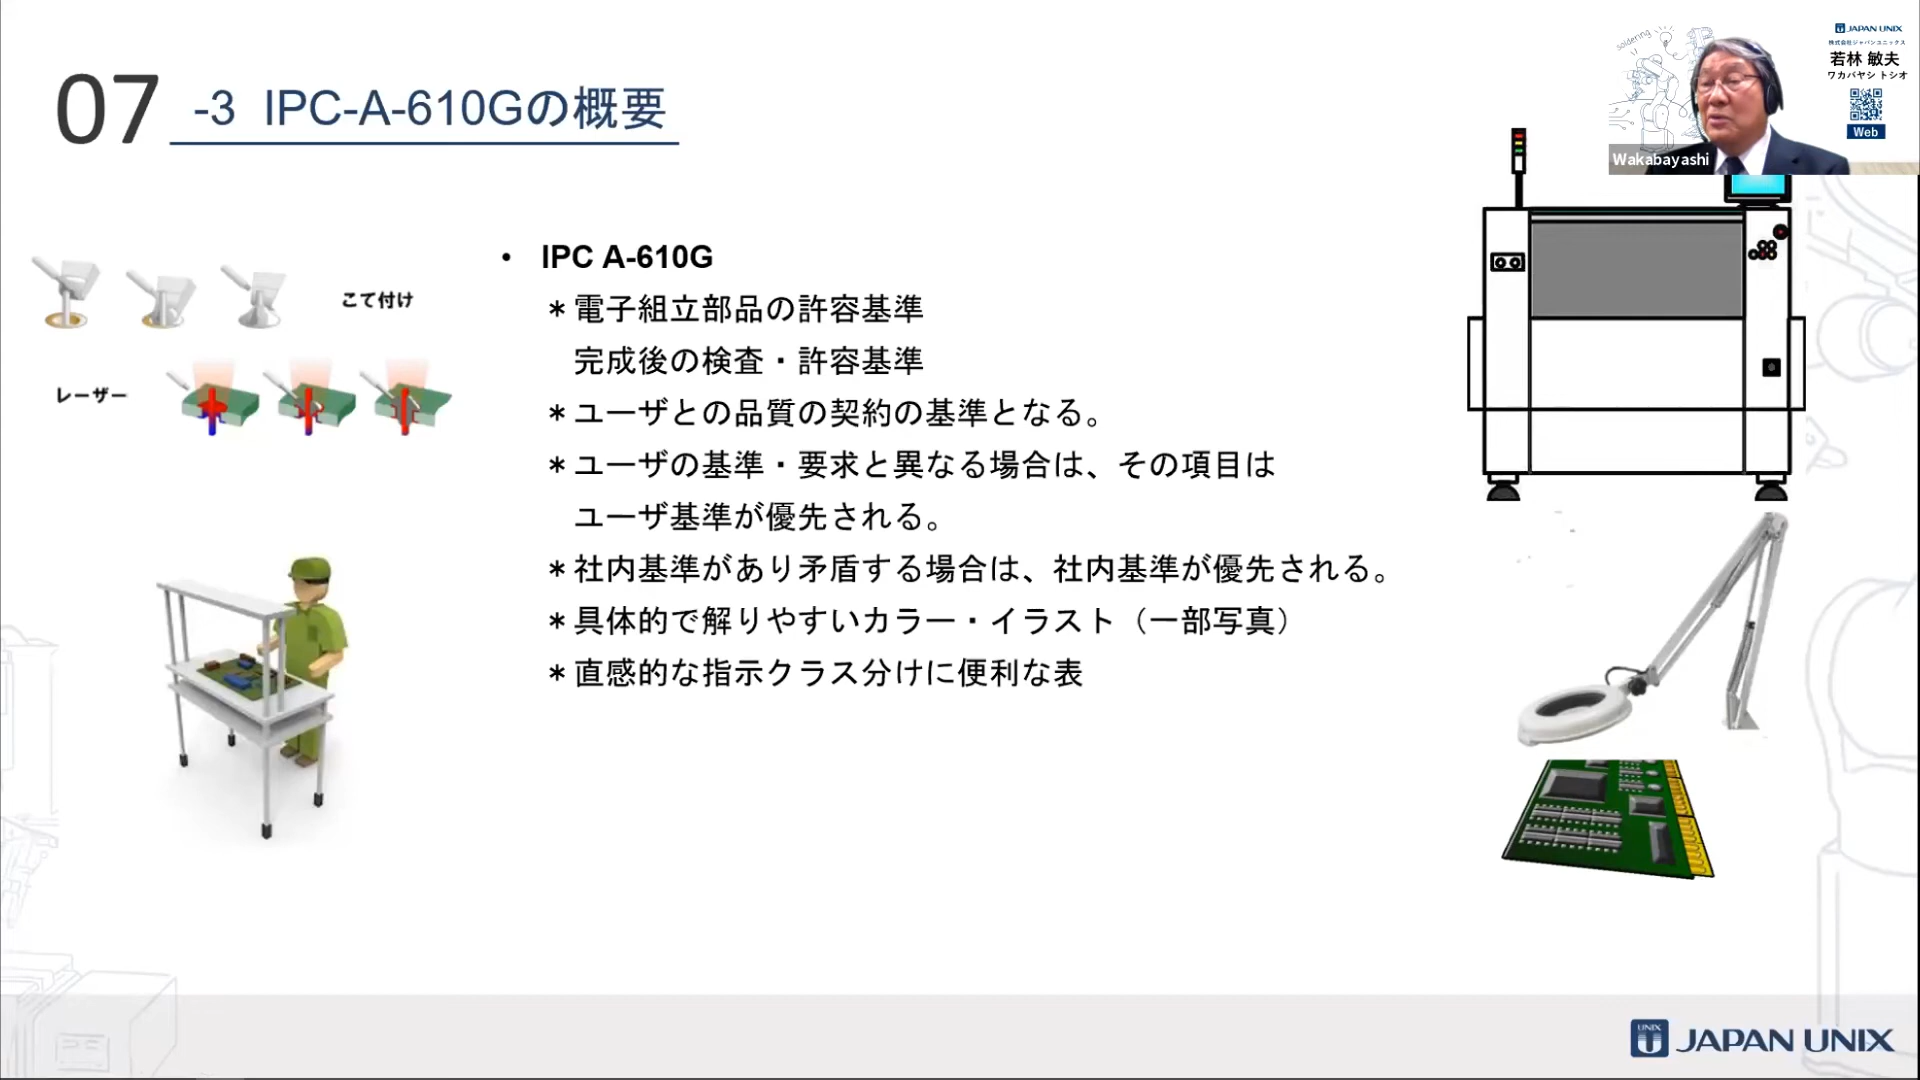 07 -3 IPC-A-610Gの概要
soldering
JAPAN UNIX
株式会社ジャパンユニックス
若林 敏夫
ワカバヤシ トシオ
Web
Wakabayashi
こて付け
レーザー
• IPC A-610G
＊電子組立部品の許容基準
完成後の検査・許容基準
＊ユーザとの品質の契約の基準となる。
＊ユーザの基準・要求と異なる場合は、その項目は
ユーザ基準が優先される。
＊社内基準があり矛盾する場合は、社内基準が優先される。
＊具体的で解りやすいカラー・イラスト（一部写真）
＊直感的な指示クラス分けに便利な表
UNIX JAPAN UNIX